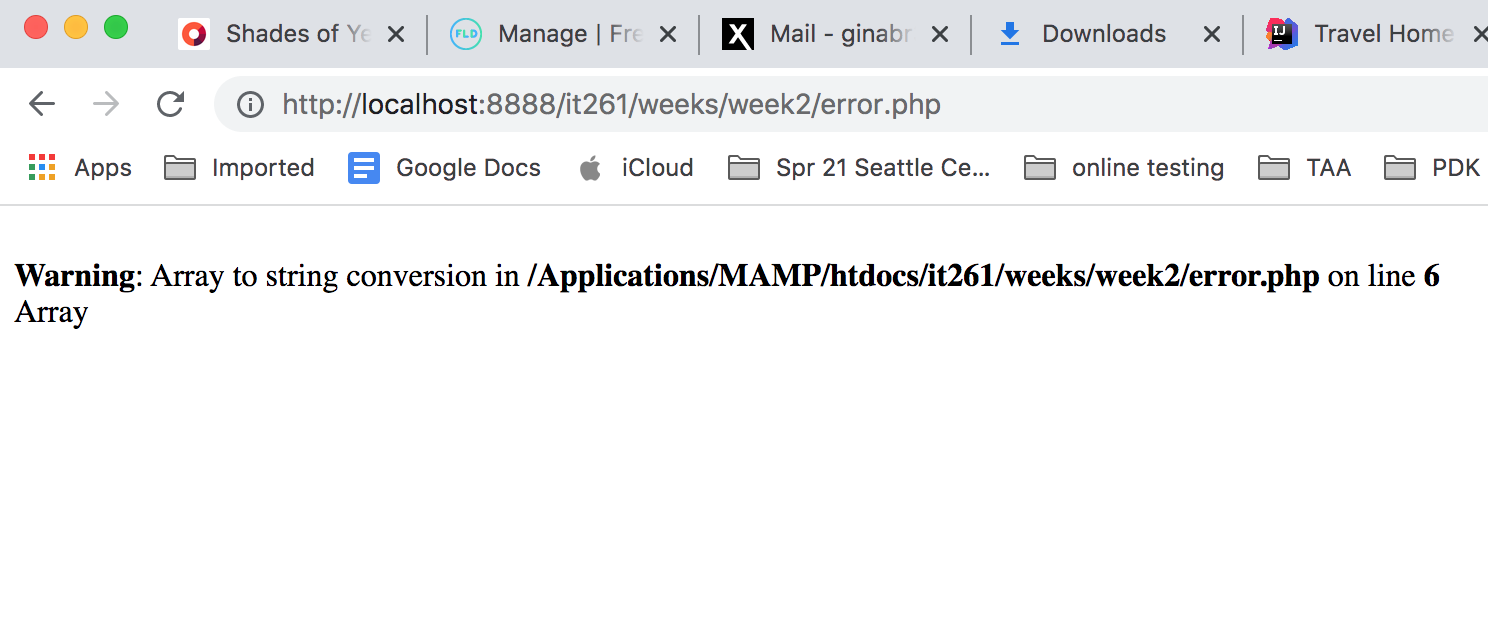 Shades of Ye
FLD Manage | Fre
X Mail - ginabr
Downloads
IJ Travel Home
http://localhost:8888/it261/weeks/week2/error.php
Apps Imported Google Docs iCloud Spr 21 Seattle Ce... online testing TAA PDK
Warning: Array to string conversion in /Applications/MAMP/htdocs/it261/weeks/week2/error.php on line 6
Array